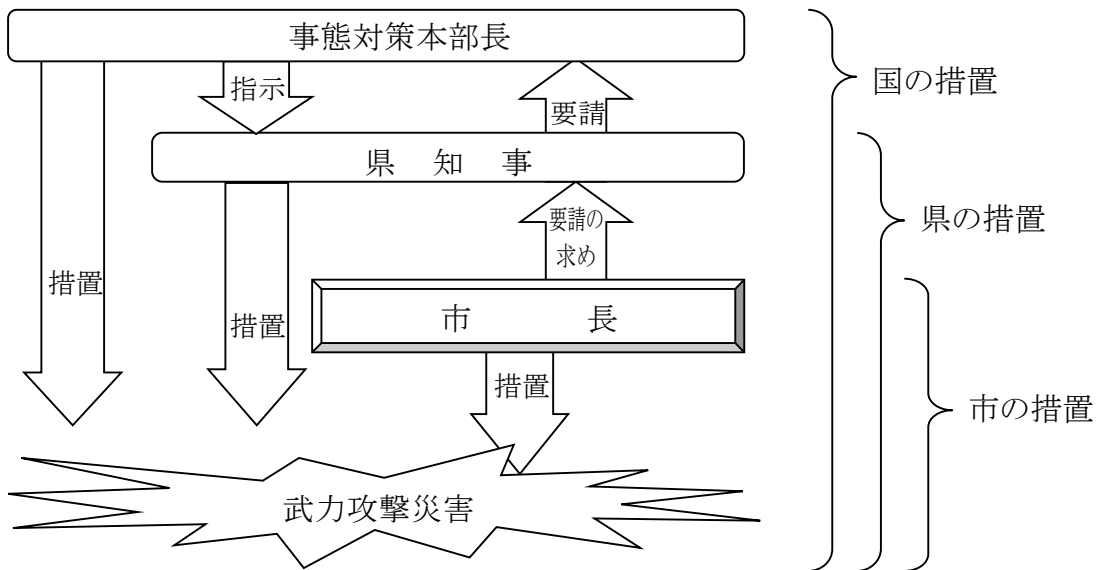 事態対策本部長
国の措置
指示
要請
県　知　事
県の措置
要請の
求め
措置
措置
市　　　長
措置
市の措置
武力攻撃災害